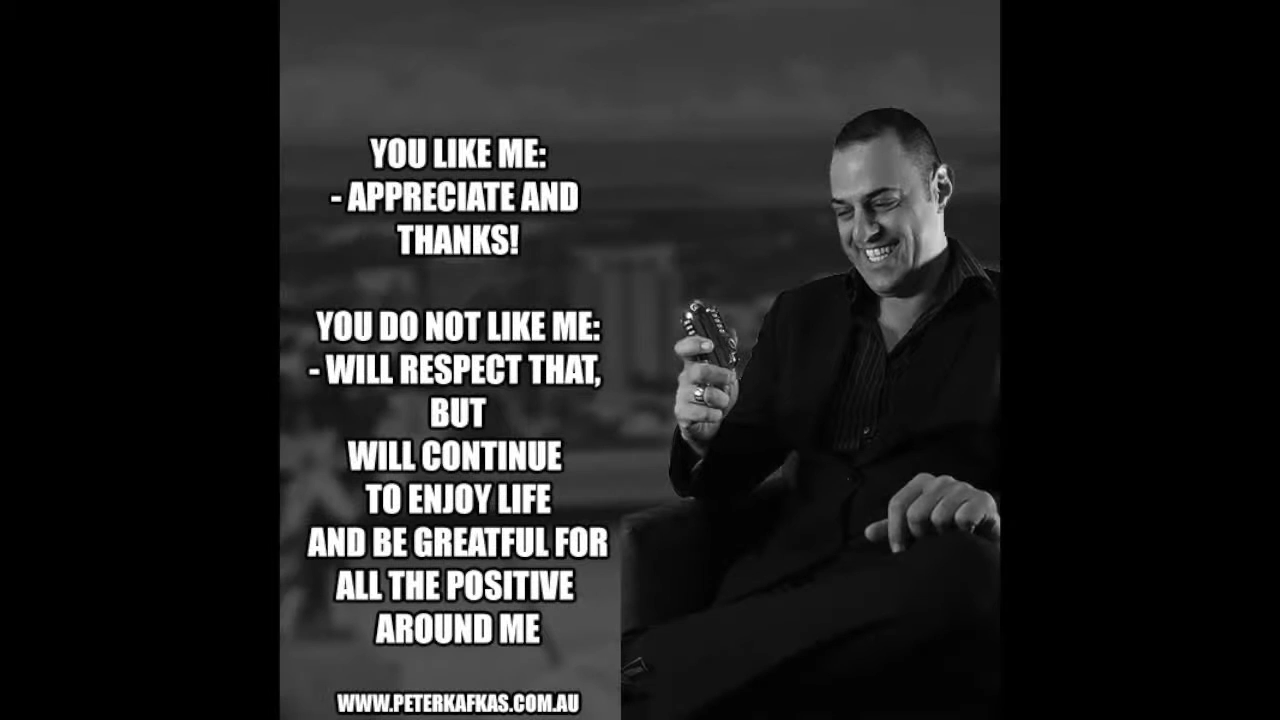 YOU LIKE ME:
- APPRECIATE AND
THANKS!
YOU DO NOT LIKE ME:
- WILL RESPECT THAT,
BUT
WILL CONTINUE
TO ENJOY LIFE
AND BE GREATFUL FOR
ALL THE POSITIVE
AROUND ME
WWW.PETERKAFKAS.COM.AU